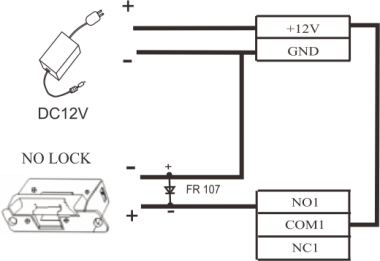 +
+12V
GND
-
DC12V
NO LOCK
-
+
FR 107
-
+
NO1
COM1
NC1